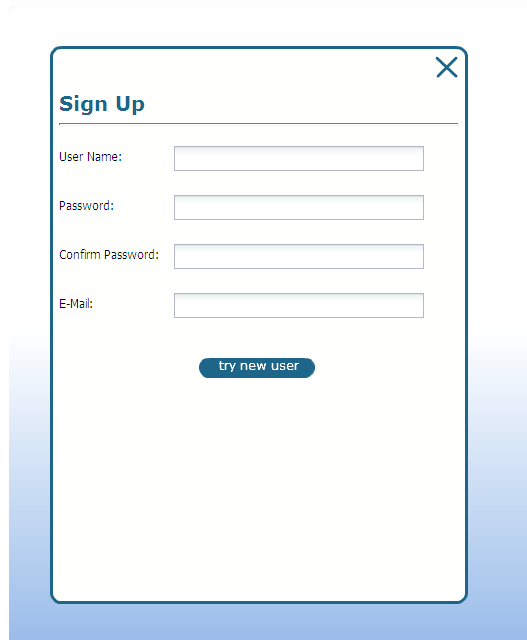 Sign Up
User Name:
Password:
Confirm Password:
E-Mail:
try new user